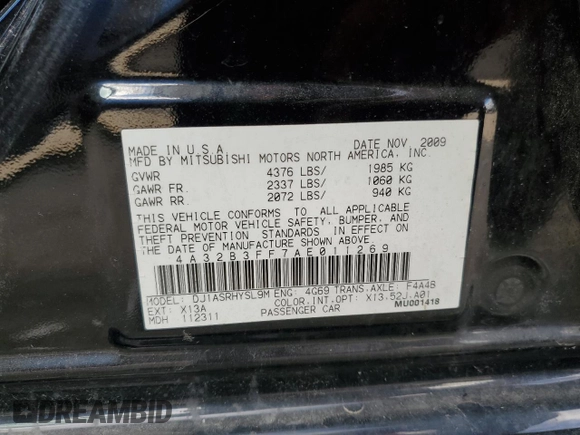 MADE IN U.S.A. DATE NOV 2009
MFD BY MITSUBISHI MOTORS NORTH AMERICA, INC.
GVWR 4376 LBS/ 1985 KG
GAWR FR. 2337 LBS/ 1060 KG
GAWR RR. 2072 LBS/ 940 KG
THIS VEHICLE CONFORMS TO ALL APPLICABLE
FEDERAL MOTOR VEHICLE SAFETY, BUMPER, AND
THEFT PREVENTION STANDARDS IN EFFECT ON
THE DATE OF MANUFACTURE SHOWN ABOVE.
4A32B3FF7AE011269
MODEL: DJ1ASRHYSL9M ENG: 4G69 TRANS.AXLE: F4A4B
EXT: X13A COLOR.INT.OPT: X13.52J.A01
MDH 112311 PASSENGER CAR MU001418
DREAMBID